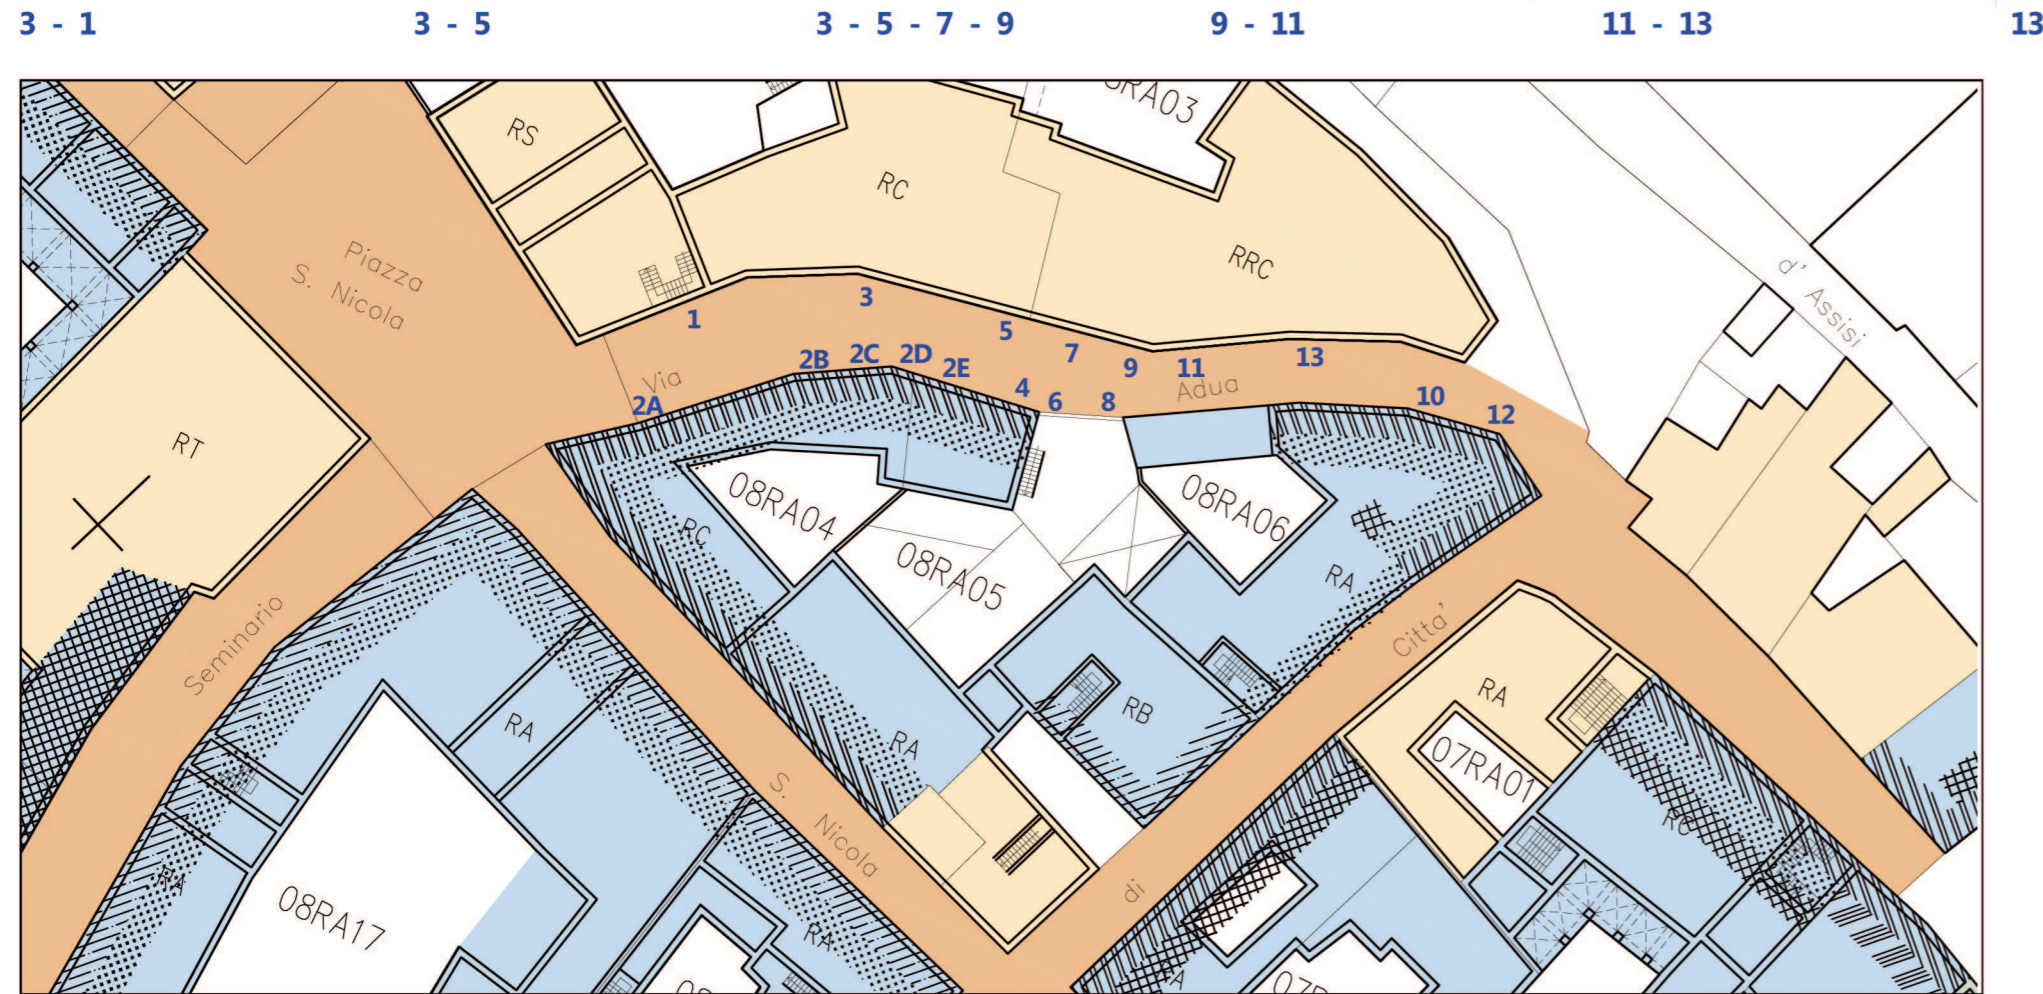 3 - 1
3 - 5
3 - 5 - 7 - 9
9 - 11
11 - 13
13
RS
RC
RRC
Piazza
S. Nicola
d' Assisi
1
3
5
7
9
11
13
Via
Adua
2A
2B
2C
2D
2E
4
6
8
10
12
RT
RC
08RA04
08RA05
08RA06
RA
Seminario
Citta'
RA
RA
RB
RA
07RA01
RC
S.
Nicola
di
RA
08RA17
RA